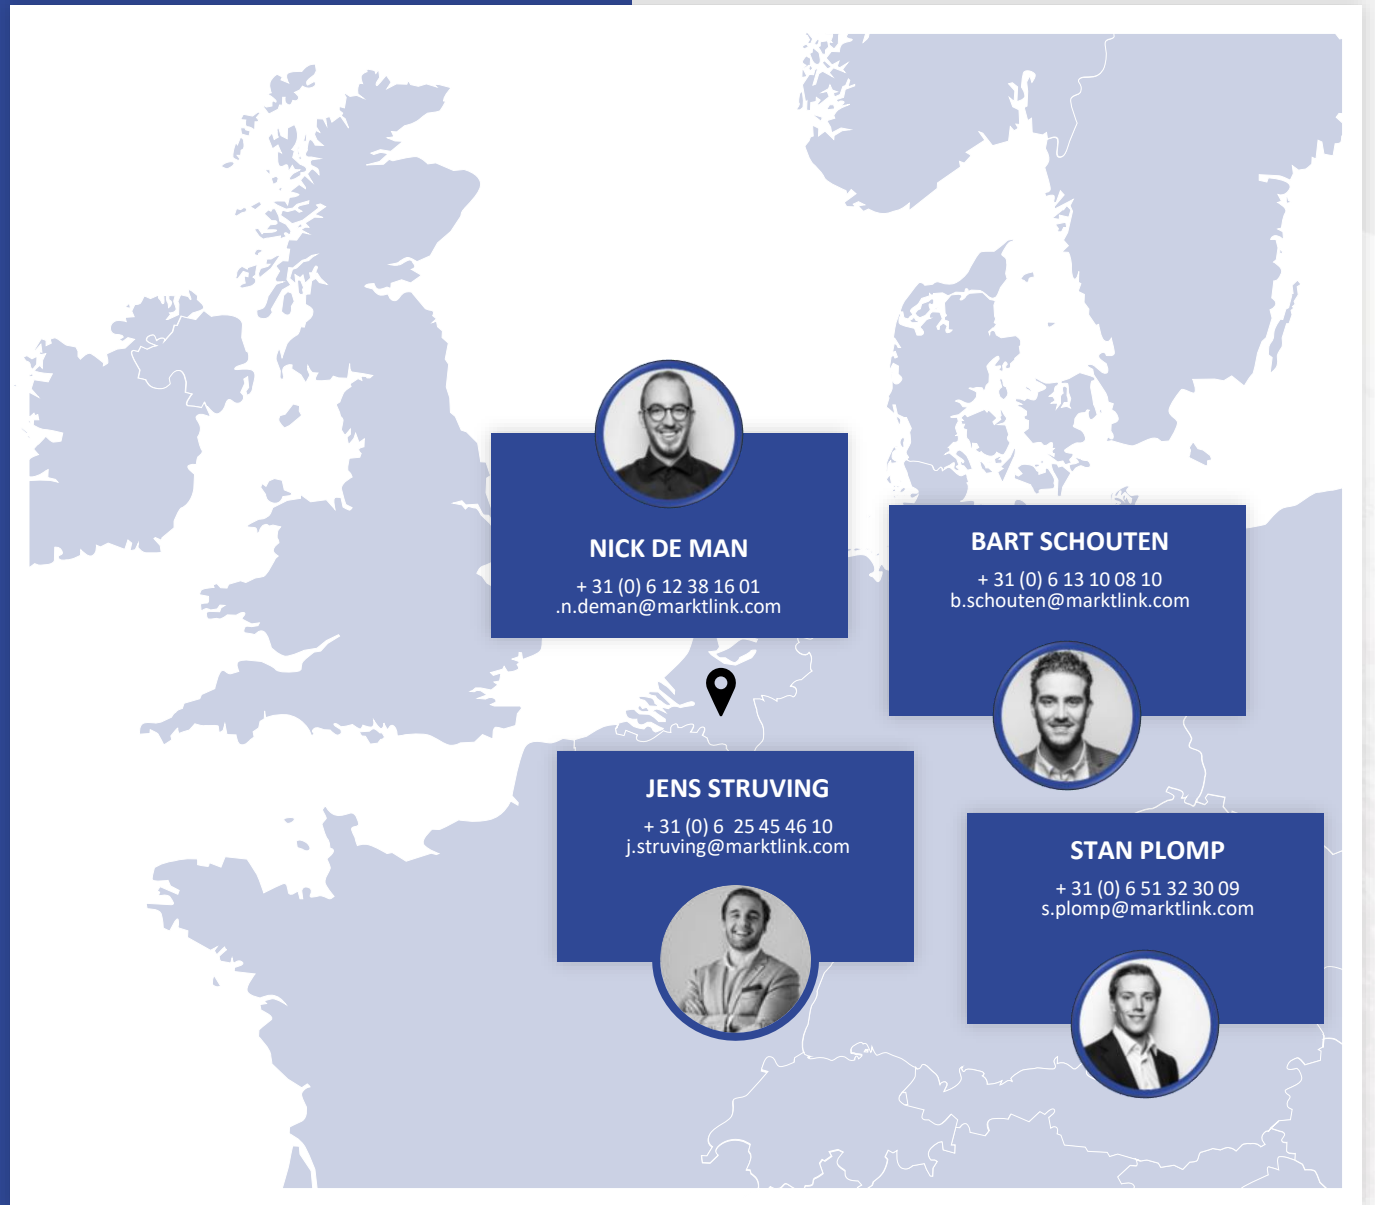 NICK DE MAN
+ 31 (0) 6 12 38 16 01
.n.deman@marktlink.com
BART SCHOUTEN
+ 31 (0) 6 13 10 08 10
b.schouten@marktlink.com
JENS STRUVING
+ 31 (0) 6  25 45 46 10
j.struving@marktlink.com
STAN PLOMP
+ 31 (0) 6 51 32 30 09
s.plomp@marktlink.com